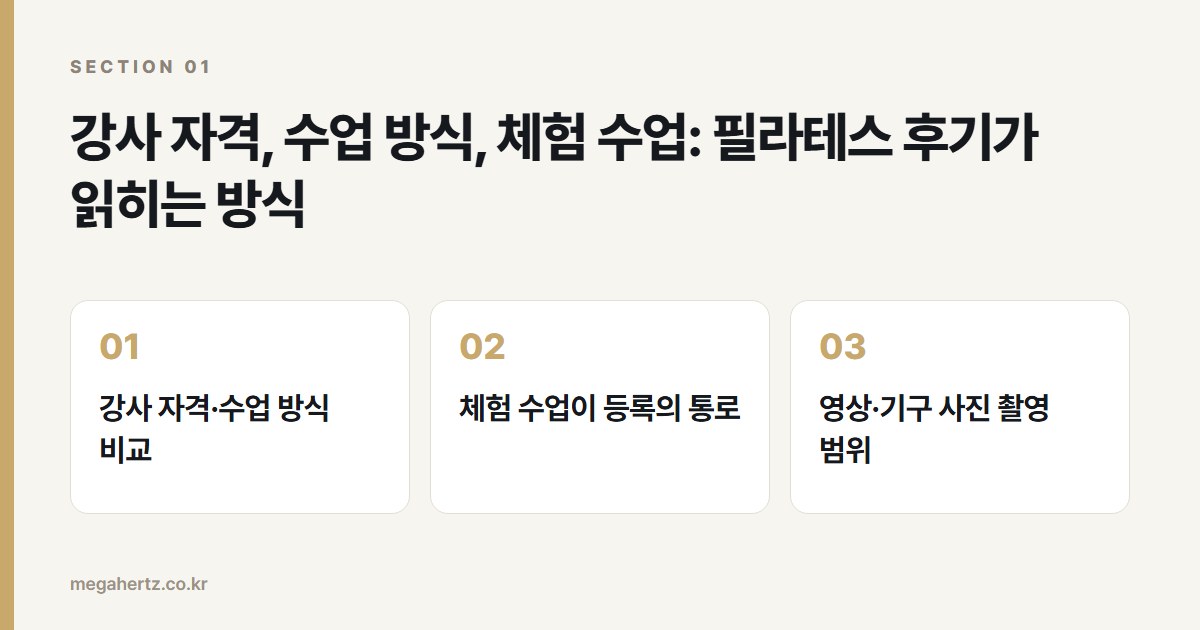 SECTION 01
강사 자격, 수업 방식, 체험 수업: 필라테스 후기가
읽히는 방식
01
강사 자격·수업 방식
비교
02
체험 수업이 등록의 통로
03
영상·기구 사진 촬영
범위
megahertz.co.kr